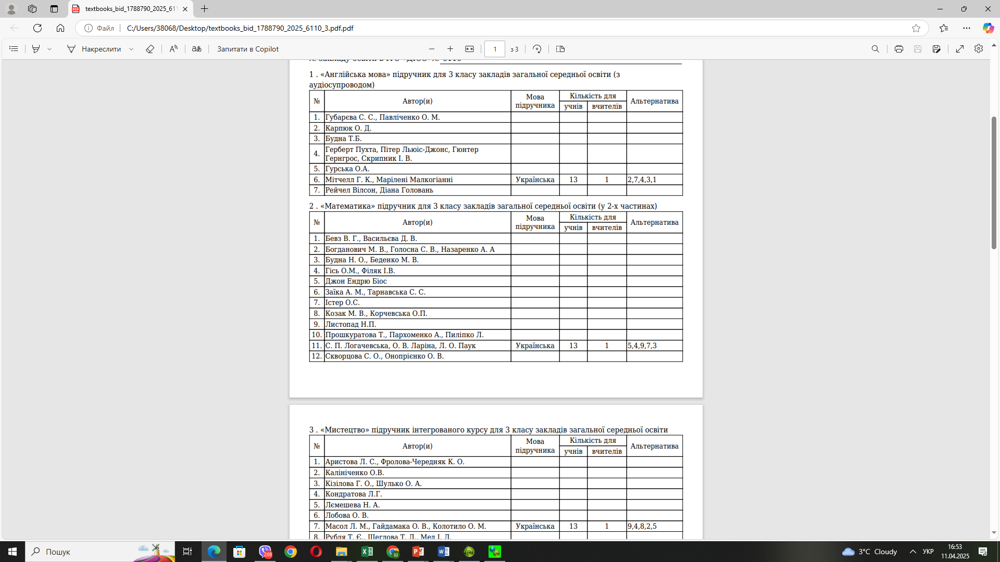 textbooks_bid_1788790_2025_611
Файл
C:/Users/38068/Desktop/textbooks_bid_1788790_2025_6110_3.pdf.pdf
Накреслити
Запитати в Copilot
1 з 3
1 . «Англійська мова» підручник для 3 класу закладів загальної середньої освіти (з
аудіосупроводом)
№ Автор(и) Мова підручника Кількість для учнів вчителів Альтернатива
1. Губарєва С. С., Павліченко О. М.
2. Карпюк О. Д.
3. Будна Т.Б.
4. Герберт Пухта, Пітер Льюіс-Джонс, Гюнтер
Гернгрос, Скрипник І. В.
5. Гурська О.А.
6. Мітчелл Г. К., Марілені Малкогіанні Українська 13 1 2,7,4,3,1
7. Рейчел Вілсон, Діана Головань
2 . «Математика» підручник для 3 класу закладів загальної середньої освіти (у 2-х частинах)
№ Автор(и) Мова підручника Кількість для учнів вчителів Альтернатива
1. Бевз В. Г., Васильєва Д. В.
2. Богданович М. В., Голосна С. В., Назаренко А. А
3. Будна Н. О., Беденко М. В.
4. Гісь О.М., Філяк І.В.
5. Джон Ендрю Біос
6. Заїка А. М., Тарнавська С. С.
7. Істер О.С.
8. Козак М. В., Корчевська О.П.
9. Листопад Н.П.
10. Прошкуратова Т., Пархоменко А., Пиліпко Л.
11. С. П. Логачевська, О. В. Ларіна, Л. О. Паук Українська 13 1 5,4,9,7,3
12. Скворцова С. О., Онопрієнко О. В.
3 . «Мистецтво» підручник інтегрованого курсу для 3 класу закладів загальної середньої освіти
№ Автор(и) Мова підручника Кількість для учнів вчителів Альтернатива
1. Аристова Л. С., Фролова-Чередняк К. О.
2. Калініченко О.В.
3. Кізілова Г. О., Шулько О. А.
4. Кондратова Л.Г.
5. Лємешева Н. А.
6. Лобова О. В.
7. Масол Л. М., Гайдамака О. В., Колотило О. М. Українська 13 1 9,4,8,2,5
8. Рубля Т. Є., Щеглова Т. Л., Мед І. Л.
Пошук
269
3°C Cloudy
УКР
16:53
11.04.2025